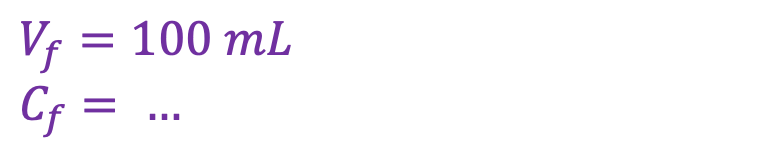 V_f = 100 mL
C_f = ...